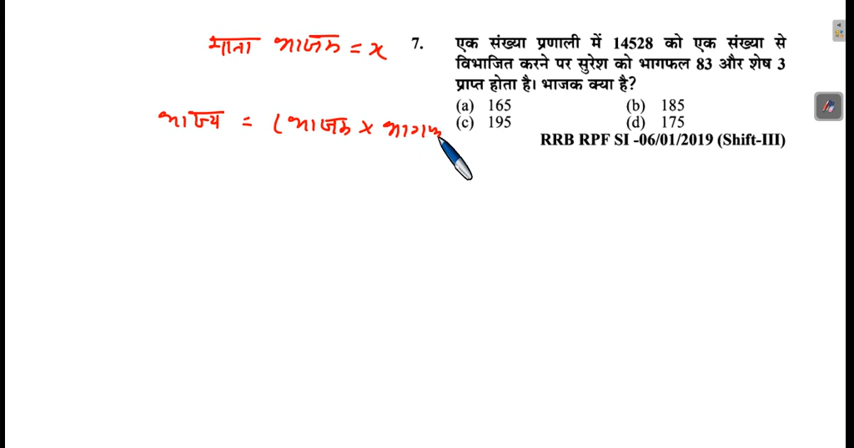 माना भाजक = x
7. एक संख्या प्रणाली में 14528 को एक संख्या से
विभाजित करने पर सुरेश को भागफल 83 और शेष 3
प्राप्त होता है। भाजक क्या है?
(a) 165 (b) 185
(c) 195 (d) 175
RRB RPF SI -06/01/2019 (Shift-III)
भाज्य = (भाजक × भागफ